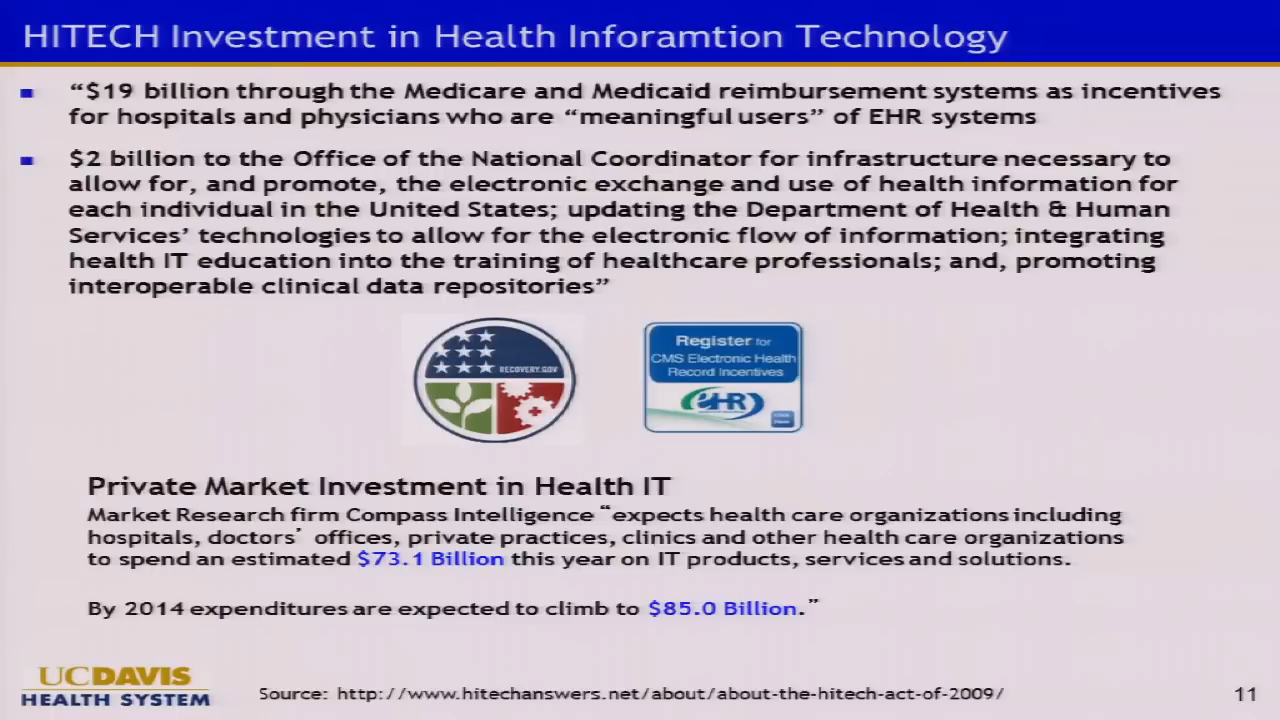 HITECH Investment in Health Inforamtion Technology
“$19 billion through the Medicare and Medicaid reimbursement systems as incentives
for hospitals and physicians who are “meaningful users” of EHR systems
$2 billion to the Office of the National Coordinator for infrastructure necessary to
allow for, and promote, the electronic exchange and use of health information for
each individual in the United States; updating the Department of Health & Human
Services’ technologies to allow for the electronic flow of information; integrating
health IT education into the training of healthcare professionals; and, promoting
interoperable clinical data repositories”
RECOVERY.GOV
Register for
CMS Electronic Health
Record Incentives
eHR
Private Market Investment in Health IT
Market Research firm Compass Intelligence “expects health care organizations including
hospitals, doctors’ offices, private practices, clinics and other health care organizations
to spend an estimated $73.1 Billion this year on IT products, services and solutions.
By 2014 expenditures are expected to climb to $85.0 Billion.”
UCDAVIS
HEALTH SYSTEM
Source: http://www.hitechanswers.net/about/about-the-hitech-act-of-2009/
11